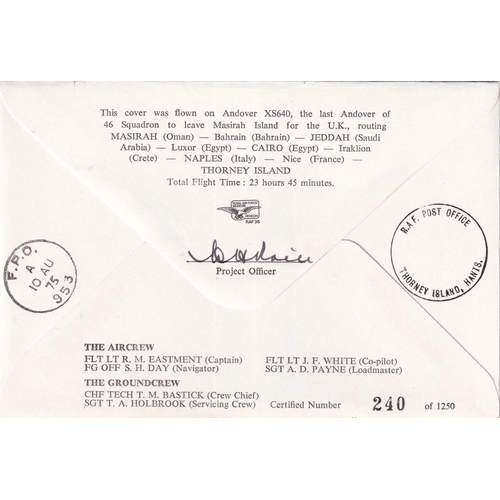 This cover was flown on Andover XS640, the last Andover of
46 Squadron to leave Masirah Island for the U.K., routing
MASIRAH (Oman) — Bahrain (Bahrain) — JEDDAH (Saudi
Arabia) — Luxor (Egypt) — CAIRO (Egypt) — Iraklion
(Crete) — NAPLES (Italy) — Nice (France) —
THORNEY ISLAND
Total Flight Time : 23 hours 45 minutes.
RAF 38
Project Officer
F.P.O.
A
10 AU
75
953
R.A.F. POST OFFICE
THORNEY ISLAND, HANTS.
THE AIRCREW
FLT LT R. M. EASTMENT (Captain)
FG OFF S. H. DAY (Navigator)
FLT LT J. F. WHITE (Co-pilot)
SGT A. D. PAYNE (Loadmaster)
THE GROUNDCREW
CHF TECH T. M. BASTICK (Crew Chief)
SGT T. A. HOLBROOK (Servicing Crew)
Certified Number 240 of 1250